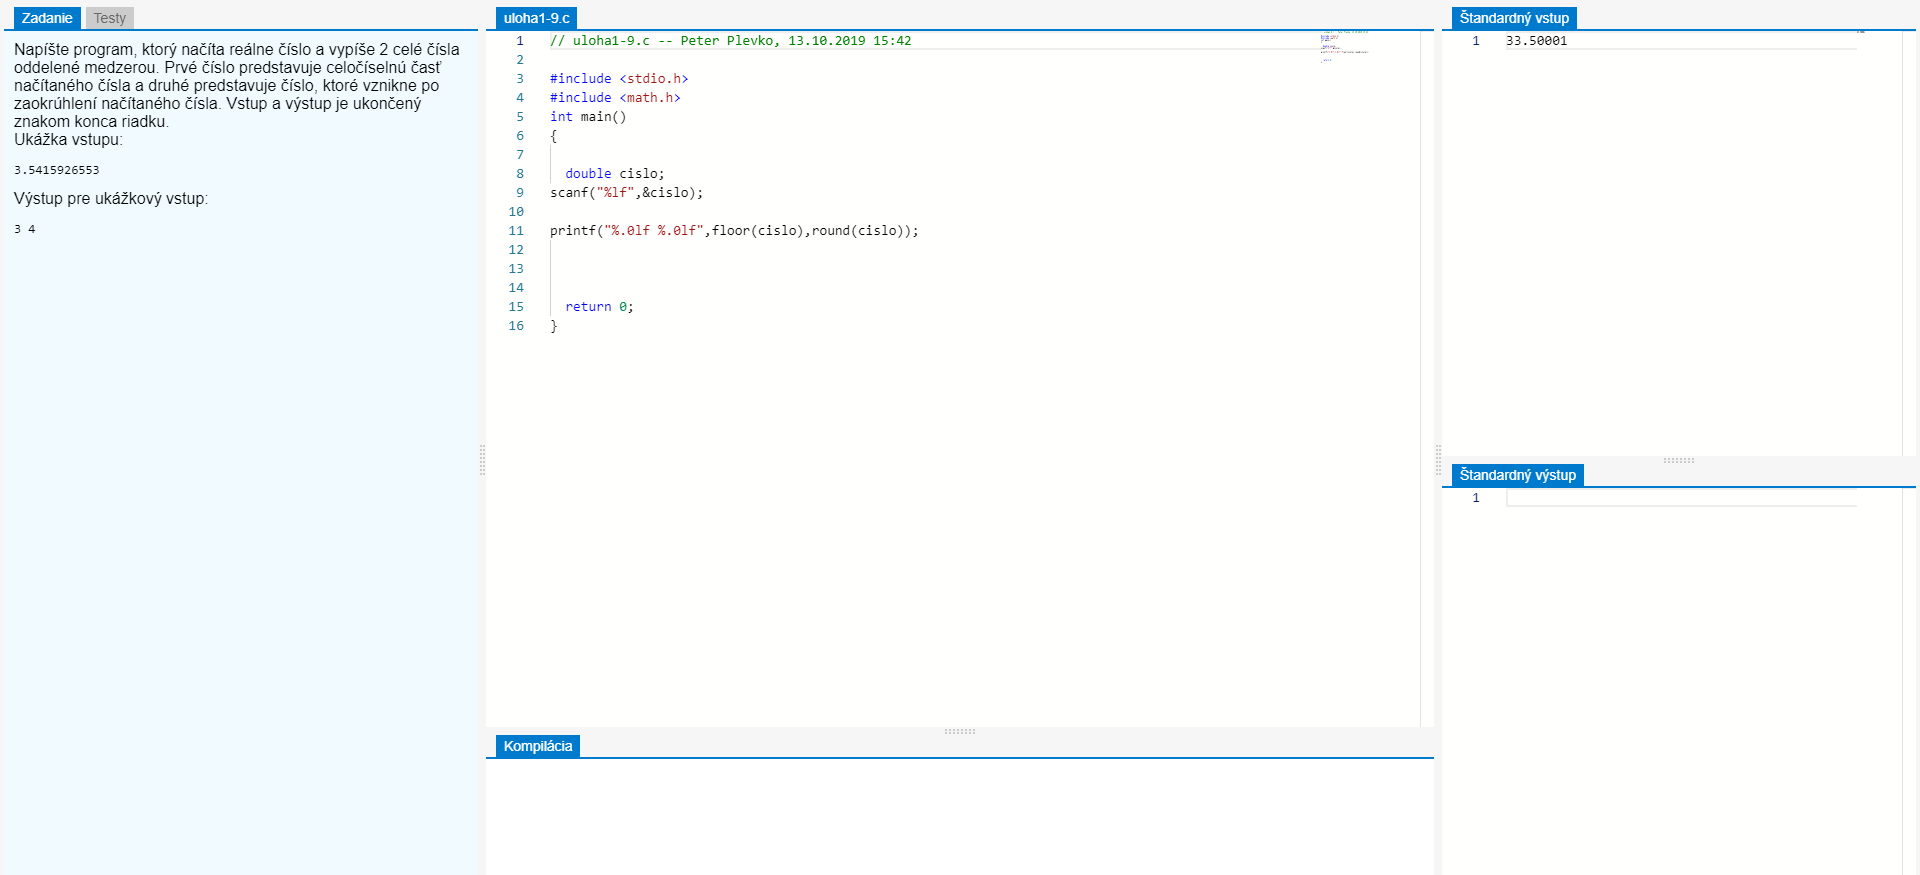 Zadanie Testy
Napíšte program, ktorý načíta reálne číslo a vypíše 2 celé čísla
oddelené medzerou. Prvé číslo predstavuje celočíselnú časť
načítaného čísla a druhé predstavuje číslo, ktoré vznikne po
zaokrúhlení načítaného čísla. Vstup a výstup je ukončený
znakom konca riadku.
Ukážka vstupu:
3.5415926553
Výstup pre ukážkový vstup:
3 4
uloha1-9.c
1 // uloha1-9.c -- Peter Plevko, 13.10.2019 15:42
2
3 #include <stdio.h>
4 #include <math.h>
5 int main()
6 {
7
8 double cislo;
9 scanf("%lf",&cislo);
10
11 printf("%.0lf %.0lf",floor(cislo),round(cislo));
12
13
14
15 return 0;
16 }
Kompilácia
Štandardný vstup
1 33.50001
Štandardný výstup
1